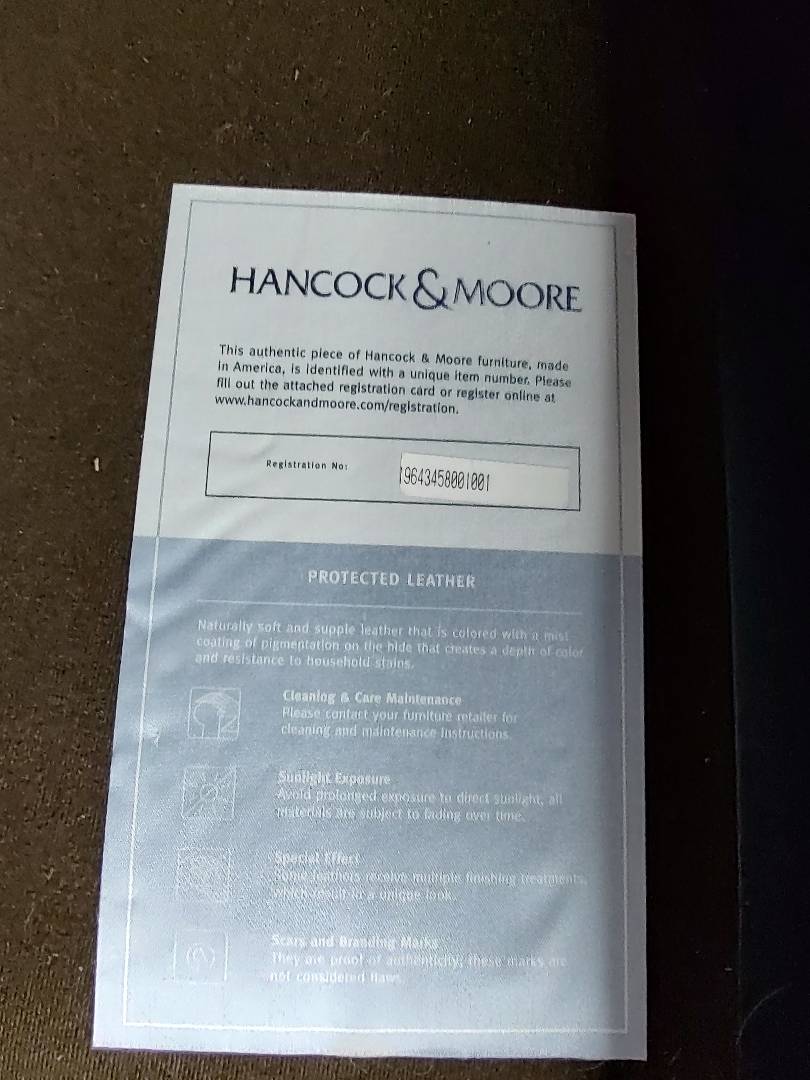 HANCOCK & MOORE
This authentic piece of Hancock & Moore furniture, made
in America, is identified with a unique item number. Please
fill out the attached registration card or register online at
www.hancockandmoore.com/registration.
Registration No: 19643458001001
PROTECTED LEATHER
Naturally soft and supple leather that is colored with a mist
coating of pigmentation on the hide that creates a depth of color
and resistance to household stains.
Cleaning & Care Maintenance
Please contact your furniture retailer for
cleaning and maintenance instructions.
Sunlight Exposure
Avoid prolonged exposure to direct sunlight, all
materials are subject to fading over time.
Special Effect
Some leathers receive multiple finishing treatments,
which result in a unique look.
Scars and Branding Marks
They are proof of authenticity; these marks are
not considered flaws.